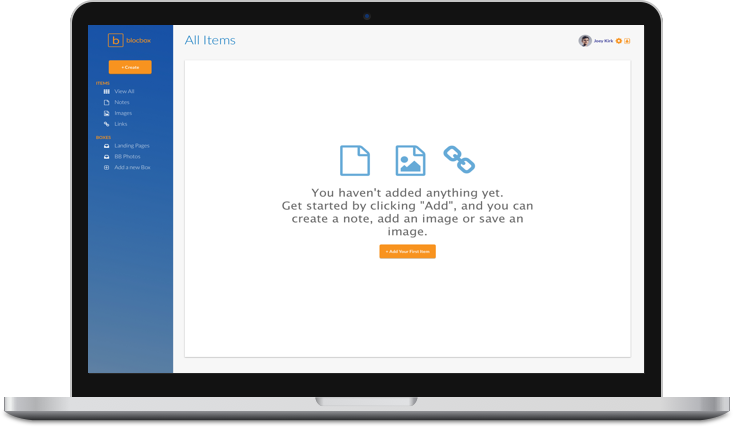 b blocbox
All Items
Joey Kirk
+ Create
ITEMS
View All
Notes
Images
Links
BOXES
Landing Pages
BB Photos
Add a new Box
You haven't added anything yet.
Get started by clicking "Add", and you can
create a note, add an image or save an
image.
+ Add Your First Item